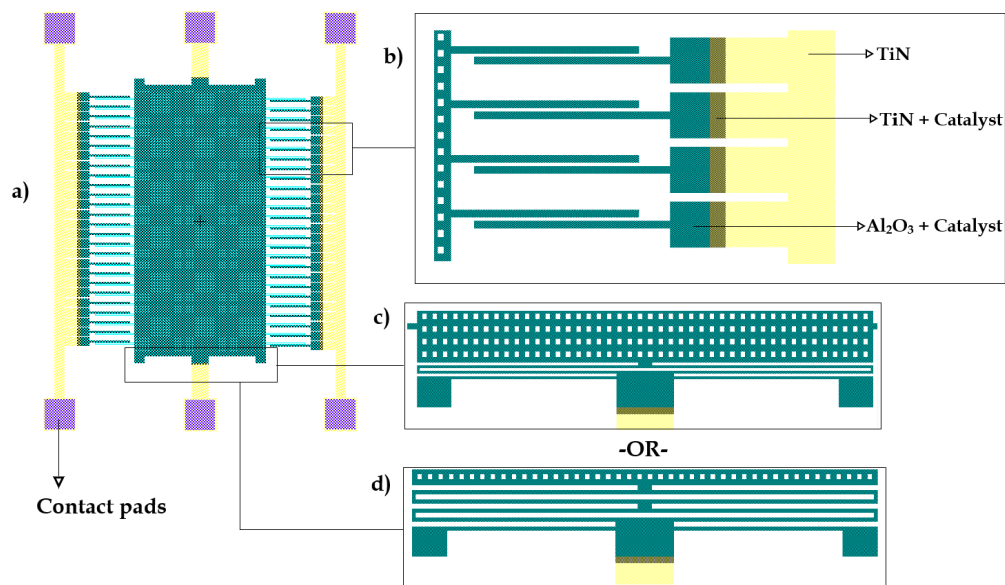 a)
b)
TiN
TiN + Catalyst
Al₂O₃ + Catalyst
c)
-OR-
d)
Contact pads